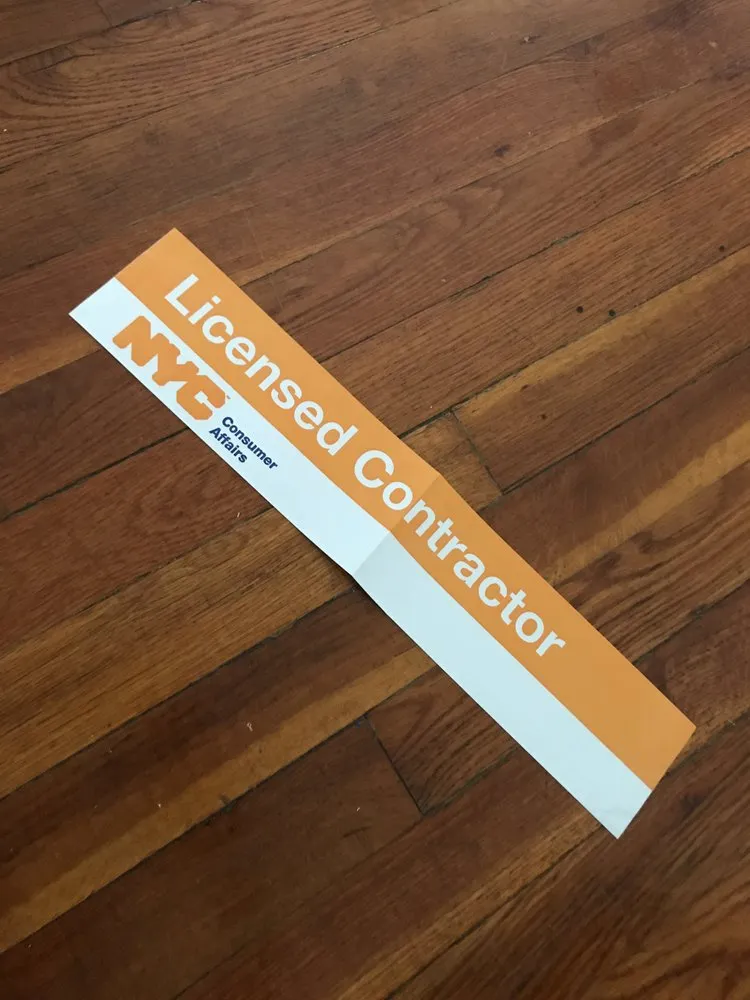 Licensed Contractor
NYC
Consumer
Affairs